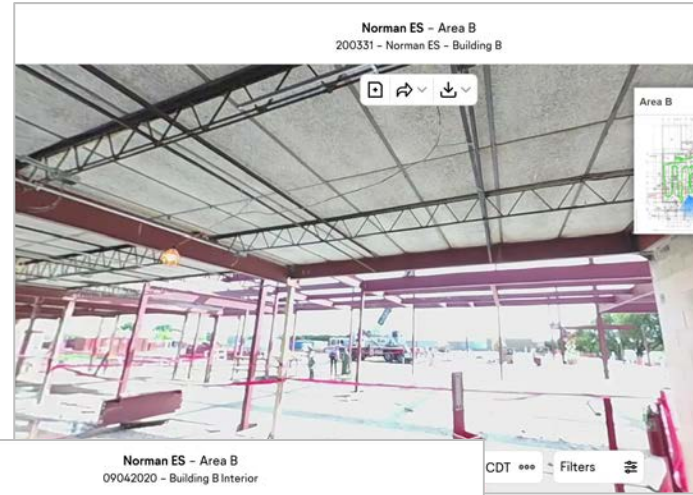 Norman ES – Area B
200331 – Norman ES – Building B
Area B
CDT
Filters
Norman ES – Area B
09042020 – Building B Interior